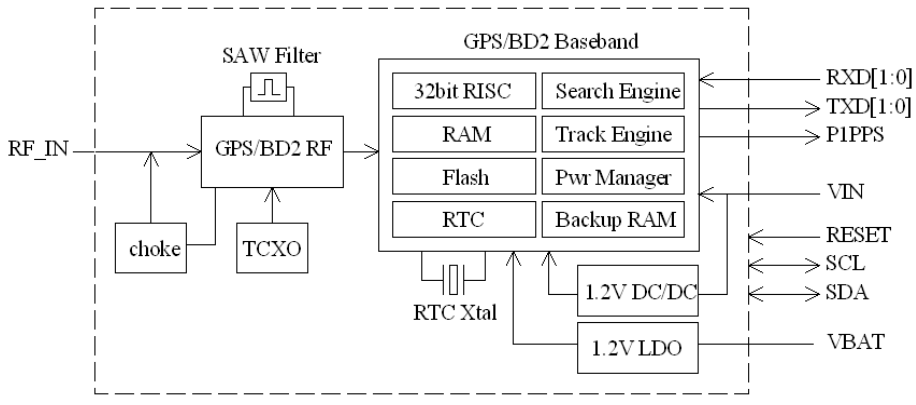 GPS/BD2 Baseband
SAW Filter
32bit RISC
Search Engine
RXD[1:0]
TXD[1:0]
RAM
Track Engine
P1PPS
RF_IN
GPS/BD2 RF
Flash
Pwr Manager
VIN
RTC
Backup RAM
choke
TCXO
RESET
SCL
RTC Xtal
1.2V DC/DC
SDA
1.2V LDO
VBAT